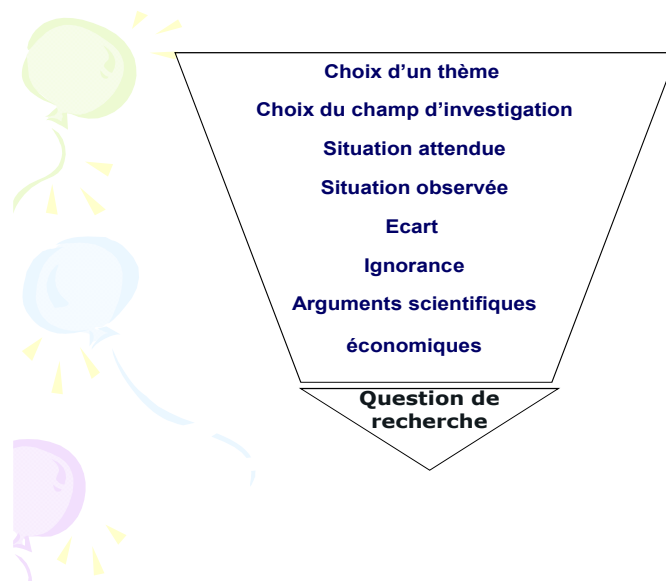 Choix d’un thème
Choix du champ d’investigation
Situation attendue
Situation observée
Ecart
Ignorance
Arguments scientifiques
économiques
Question de
recherche